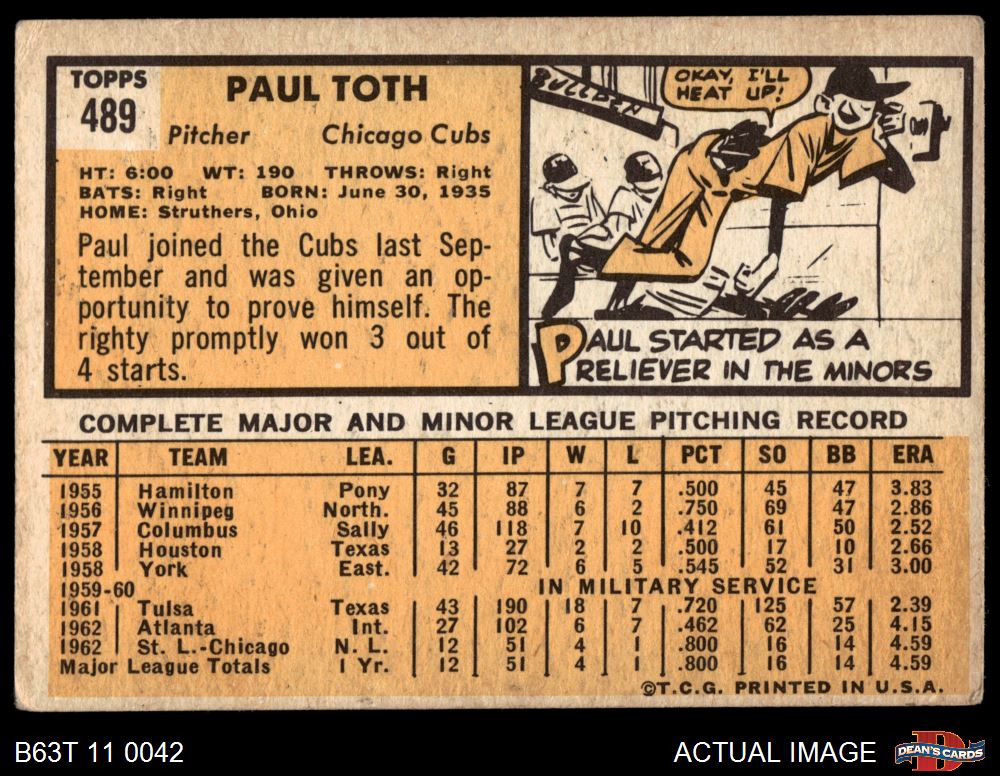 TOPPS
489
PAUL TOTH
Pitcher Chicago Cubs
HT: 6:00 WT: 190 THROWS: Right
BATS: Right BORN: June 30, 1935
HOME: Struthers, Ohio
Paul joined the Cubs last Sep-
tember and was given an op-
portunity to prove himself. The
righty promptly won 3 out of
4 starts.
BULLPEN
OKAY, I'LL
HEAT UP!
PAUL STARTED AS A
RELIEVER IN THE MINORS
COMPLETE MAJOR AND MINOR LEAGUE PITCHING RECORD
YEAR TEAM LEA. G IP W L PCT SO BB ERA
1955 Hamilton Pony 32 87 7 7 .500 45 47 3.83
1956 Winnipeg North. 45 88 6 2 .750 69 47 2.86
1957 Columbus Sally 46 118 7 10 .412 61 50 2.52
1958 Houston Texas 13 27 2 2 .500 17 10 2.66
1958 York East. 42 72 6 5 .545 52 31 3.00
1959-60 IN MILITARY SERVICE
1961 Tulsa Texas 43 190 18 7 .720 125 57 2.39
1962 Atlanta Int. 27 102 6 7 .462 62 25 4.15
1962 St. L.-Chicago N. L. 12 51 4 1 .800 16 14 4.59
Major League Totals 1 Yr. 12 51 4 1 .800 16 14 4.59
©T.C.G. PRINTED IN U.S.A.
B63T 11 0042 ACTUAL IMAGE DEAN'S CARDS